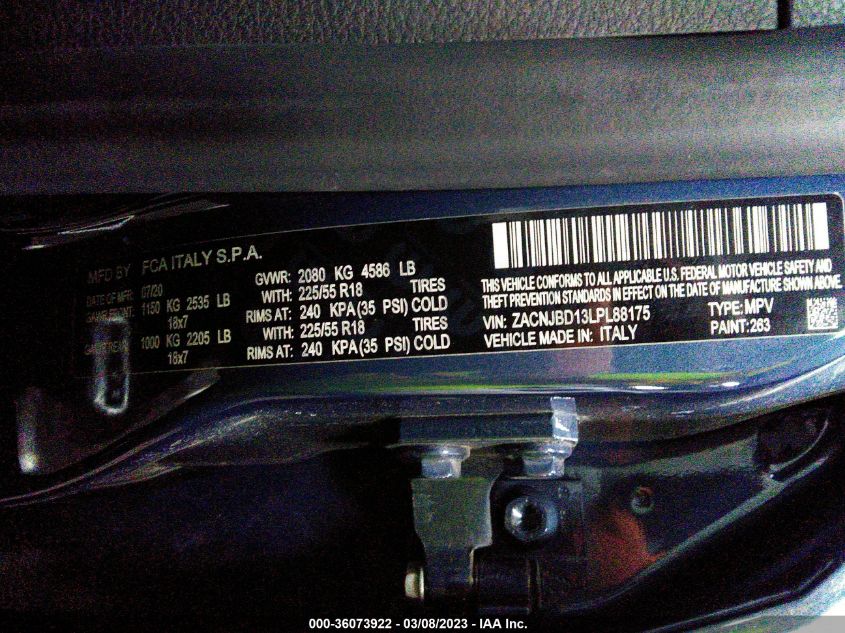 MFD BY FCA ITALY S.P.A.
DATE OF MFR: 07/20 GVWR: 2080 KG 4586 LB
1150 KG 2535 LB WITH: 225/55 R18 TIRES
18x7 RIMS AT: 240 KPA (35 PSI) COLD
1000 KG 2205 LB WITH: 225/55 R18 TIRES
18x7 RIMS AT: 240 KPA (35 PSI) COLD
THIS VEHICLE CONFORMS TO ALL APPLICABLE U.S. FEDERAL MOTOR VEHICLE SAFETY AND
THEFT PREVENTION STANDARDS IN EFFECT ON THE DATE OF MANUFACTURE SHOWN ABOVE.
VIN: ZACNJBD13LPL88175 TYPE: MPV
VEHICLE MADE IN: ITALY PAINT: 263
000-36073922 - 03/08/2023 - IAA Inc.